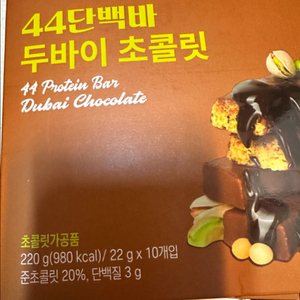 44단백바
두바이 초콜릿
44 Protein Bar
Dubai Chocolate
초콜릿가공품
220 g(980 kcal)/ 22 g x 10개입
준초콜릿 20%, 단백질 3 g